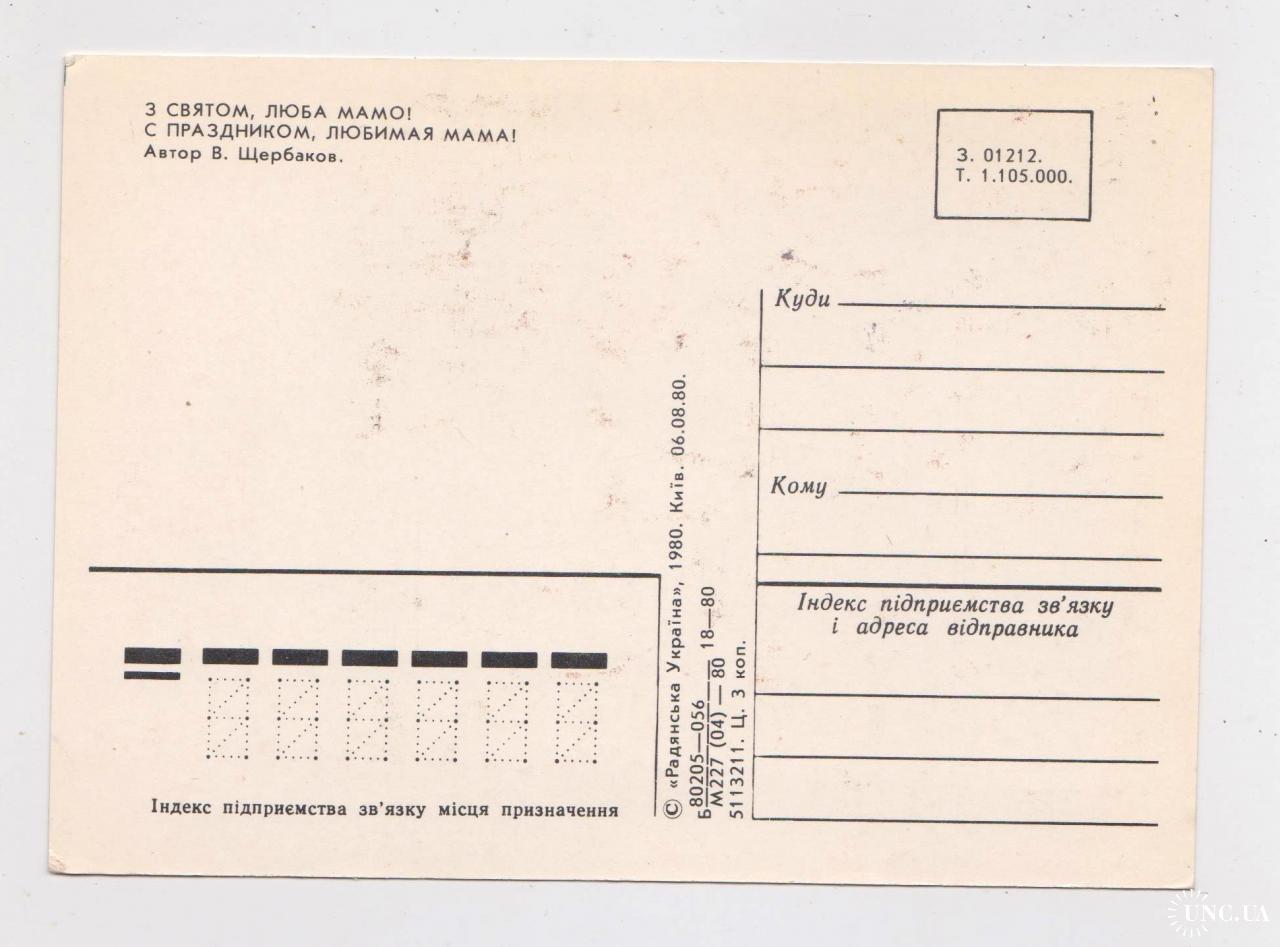 З СВЯТОМ, ЛЮБА МАМО!
С ПРАЗДНИКОМ, ЛЮБИМАЯ МАМА!
Автор В. Щербаков.
З. 01212.
Т. 1.105.000.
Куди
Кому
Індекс підприємства зв'язку
і адреса відправника
© «Радянська Україна», 1980. Київ. 06.08.80.
Б 80205—056 18—80
М227 (04) — 80
5113211. Ц. 3 коп.
Індекс підприємства зв'язку місця призначення
UNC.UA